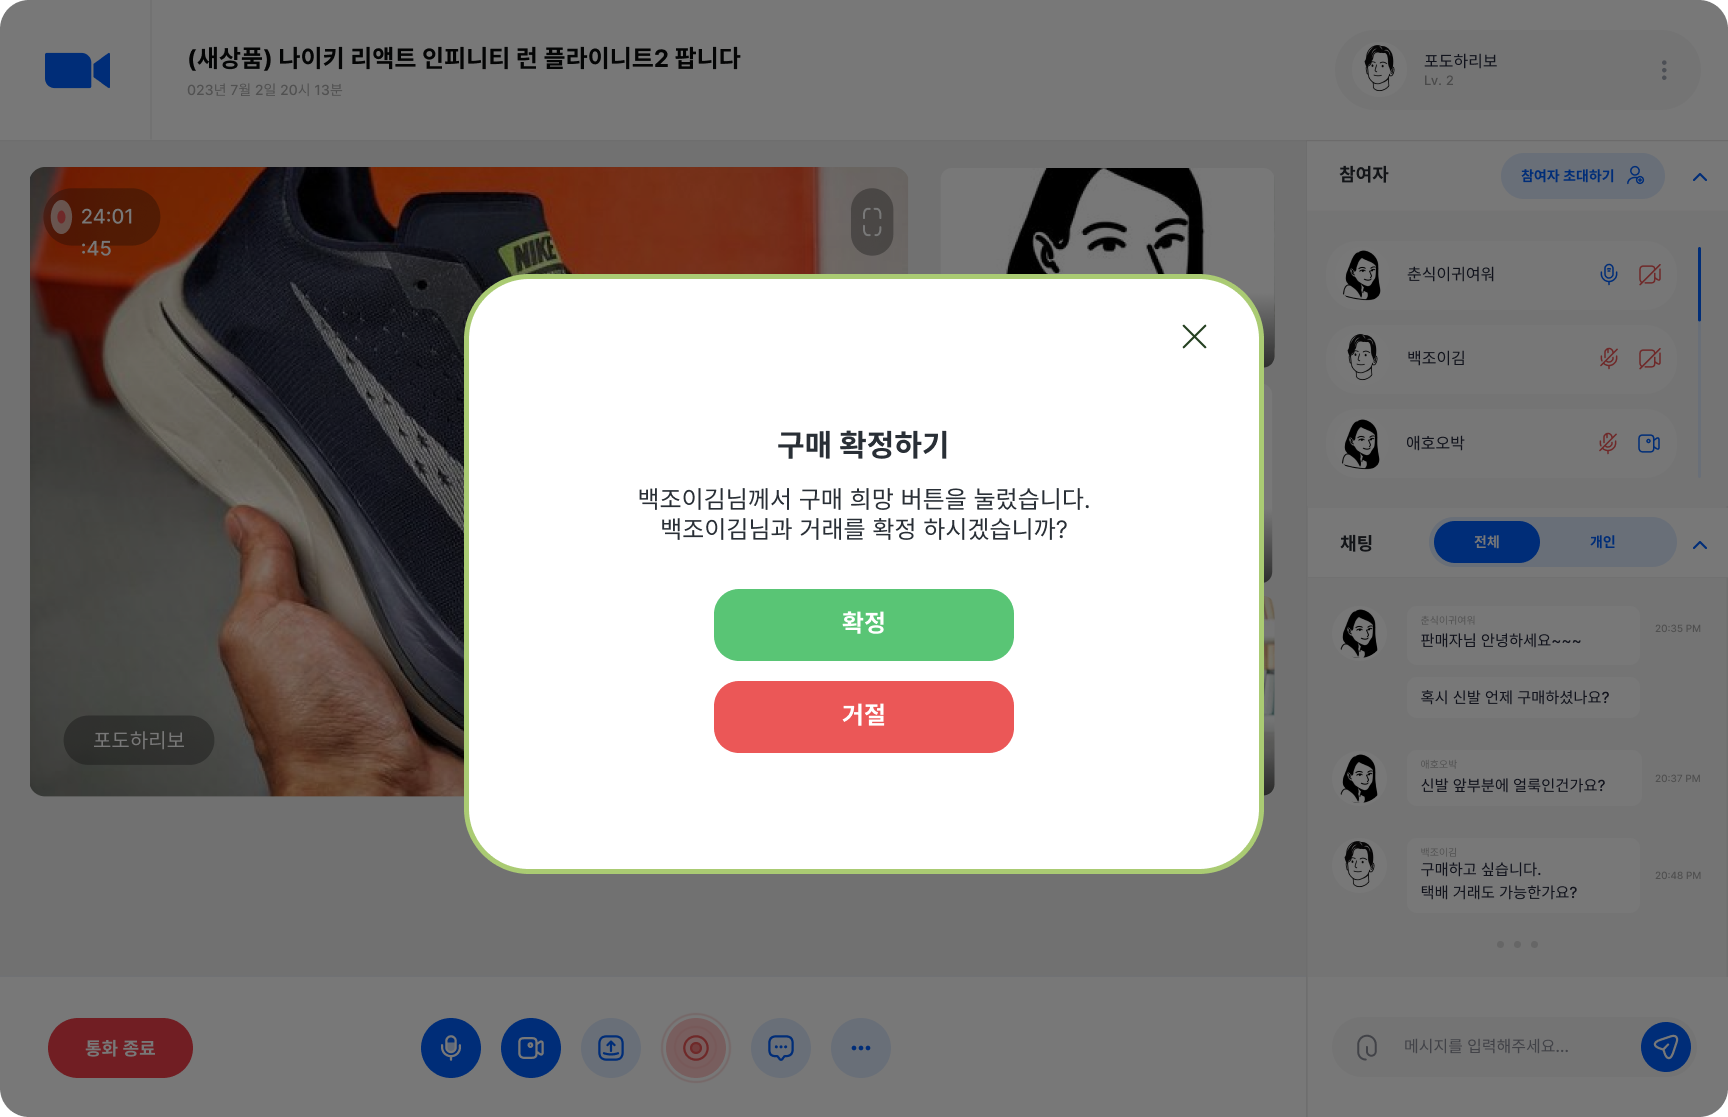 (새상품) 나이키 리액트 인피니티 런 플라이니트2 팝니다
023년 7월 2일 20시 13분
포도하리보
Lv. 2
24:01
:45
NIKE
포도하리보
참여자
참여자 초대하기
춘식이귀여워
백조이김
애호오박
구매 확정하기
백조이김님께서 구매 희망 버튼을 눌렀습니다.
백조이김님과 거래를 확정 하시겠습니까?
확정
거절
채팅
전체
개인
춘식이귀여워
판매자님 안녕하세요~~~
20:35 PM
혹시 신발 언제 구매하셨나요?
애호오박
신발 앞부분에 얼룩인건가요?
20:37 PM
백조이김
구매하고 싶습니다.
택배 거래도 가능한가요?
20:48 PM
통화 종료
메시지를 입력해주세요...